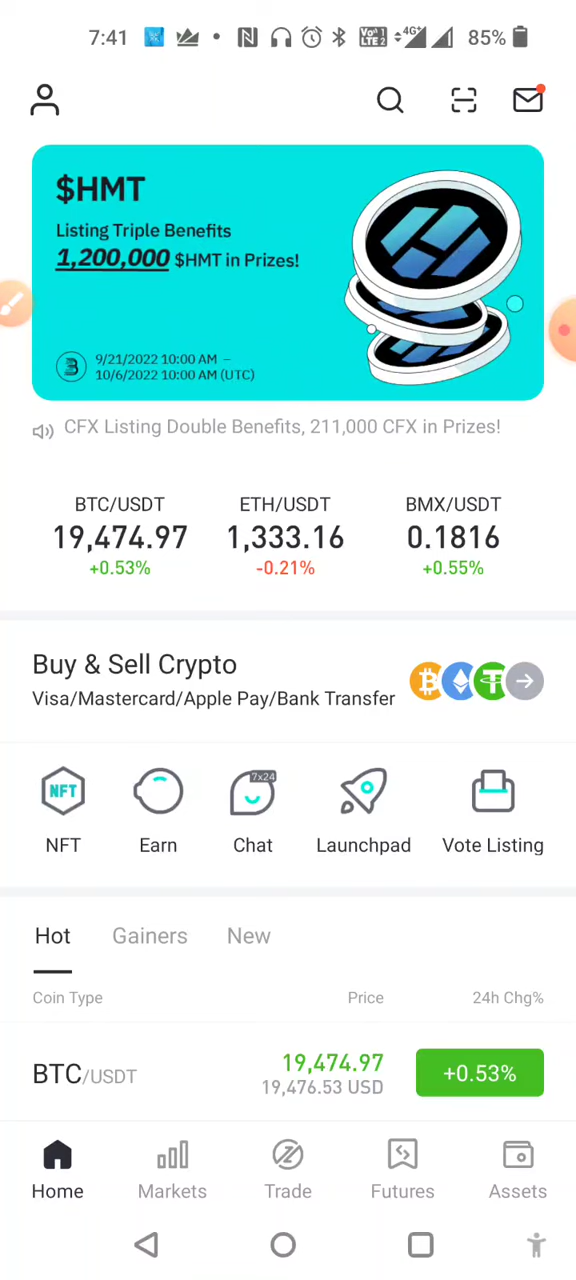 7:41 Vo) 1 LTE 2 4G+ 85%
$HMT
Listing Triple Benefits
1,200,000 $HMT in Prizes!
9/21/2022 10:00 AM –
10/6/2022 10:00 AM (UTC)
CFX Listing Double Benefits, 211,000 CFX in Prizes!
BTC/USDT ETH/USDT BMX/USDT
19,474.97 1,333.16 0.1816
+0.53% -0.21% +0.55%
Buy & Sell Crypto
Visa/Mastercard/Apple Pay/Bank Transfer
NFT 7x24
NFT Earn Chat Launchpad Vote Listing
Hot Gainers New
Coin Type Price 24h Chg%
BTC/USDT 19,474.97 +0.53%
19,476.53 USD
Home Markets Trade Futures Assets